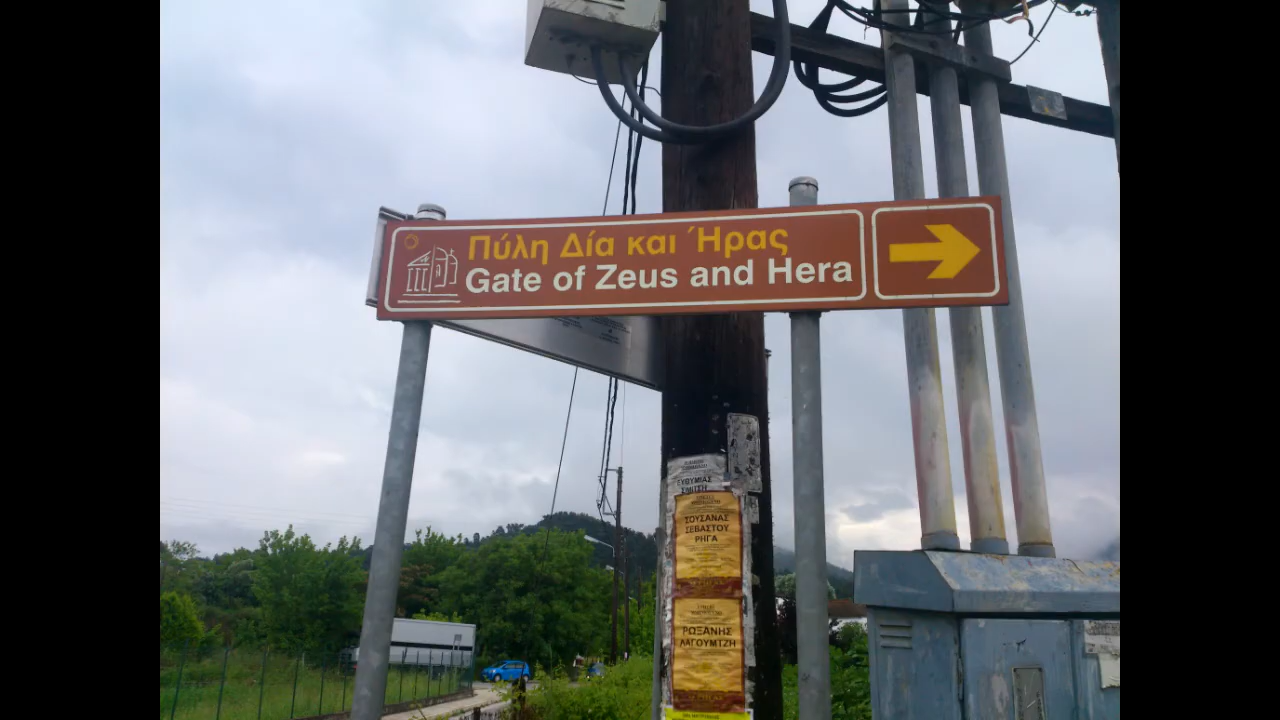 Πύλη Δία και Ήρας
Gate of Zeus and Hera
ΕΥΘΥΜΙΑΣ
ΣΟΥΣΑΝΑΣ
ΣΕΒΑΣΤΟΥ
ΡΗΓΑ
ΡΩΞΑΝΗΣ
ΛΑΓΟΥΜΤΖΗ